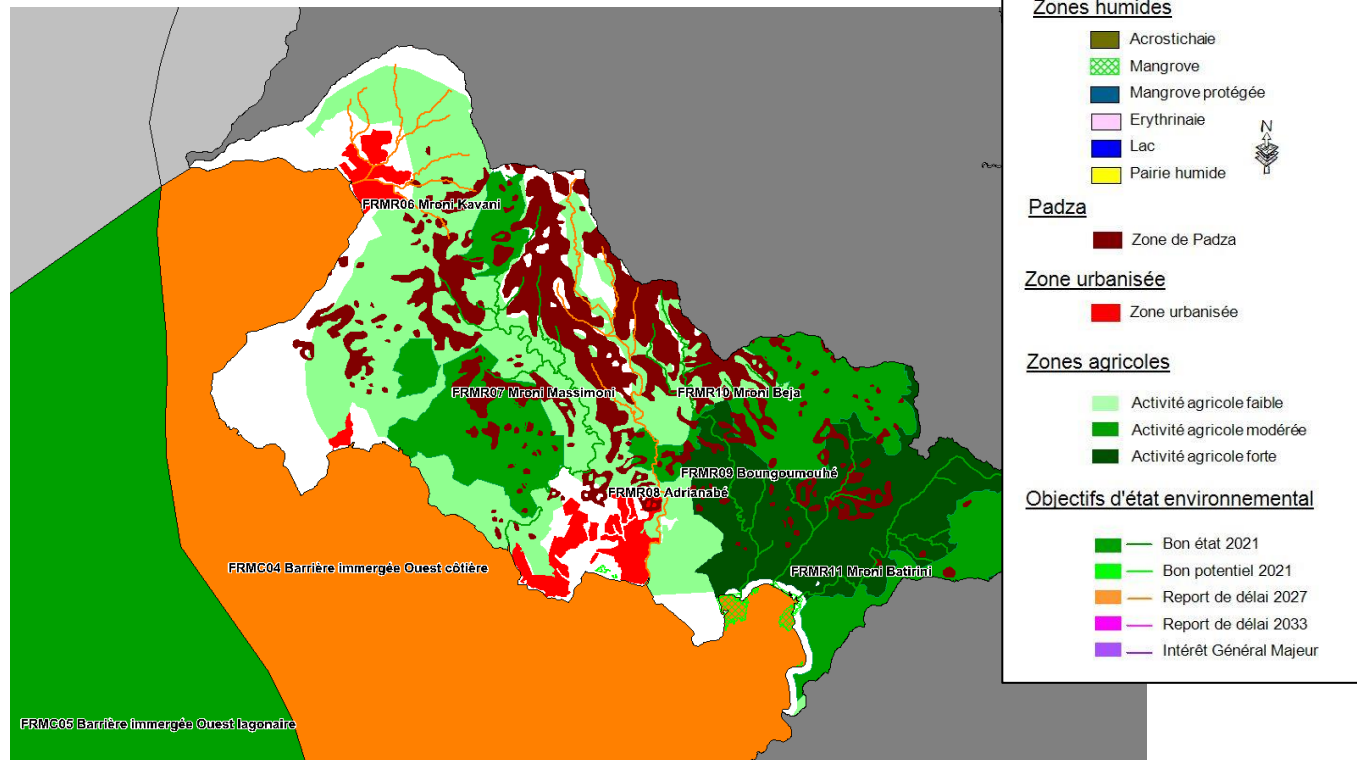 Zones humides
Acrostichaie
Mangrove
Mangrove protégée
Erythrinaie
Lac
Pairie humide
N
Padza
Zone de Padza
Zone urbanisée
Zone urbanisée
Zones agricoles
Activité agricole faible
Activité agricole modérée
Activité agricole forte
Objectifs d'état environnemental
Bon état 2021
Bon potentiel 2021
Report de délai 2027
Report de délai 2033
Intérêt Général Majeur
FRMR06 Mroni Kavani
FRMR07 Mroni Massimoni
FRMR10 Mroni Beja
FRMR09 Boungoumouhé
FRMR08 Adrianabé
FRMC04 Barrière immergée Ouest côtière
FRMR11 Mroni Batirini
FRMC05 Barrière immergée Ouest lagonaire